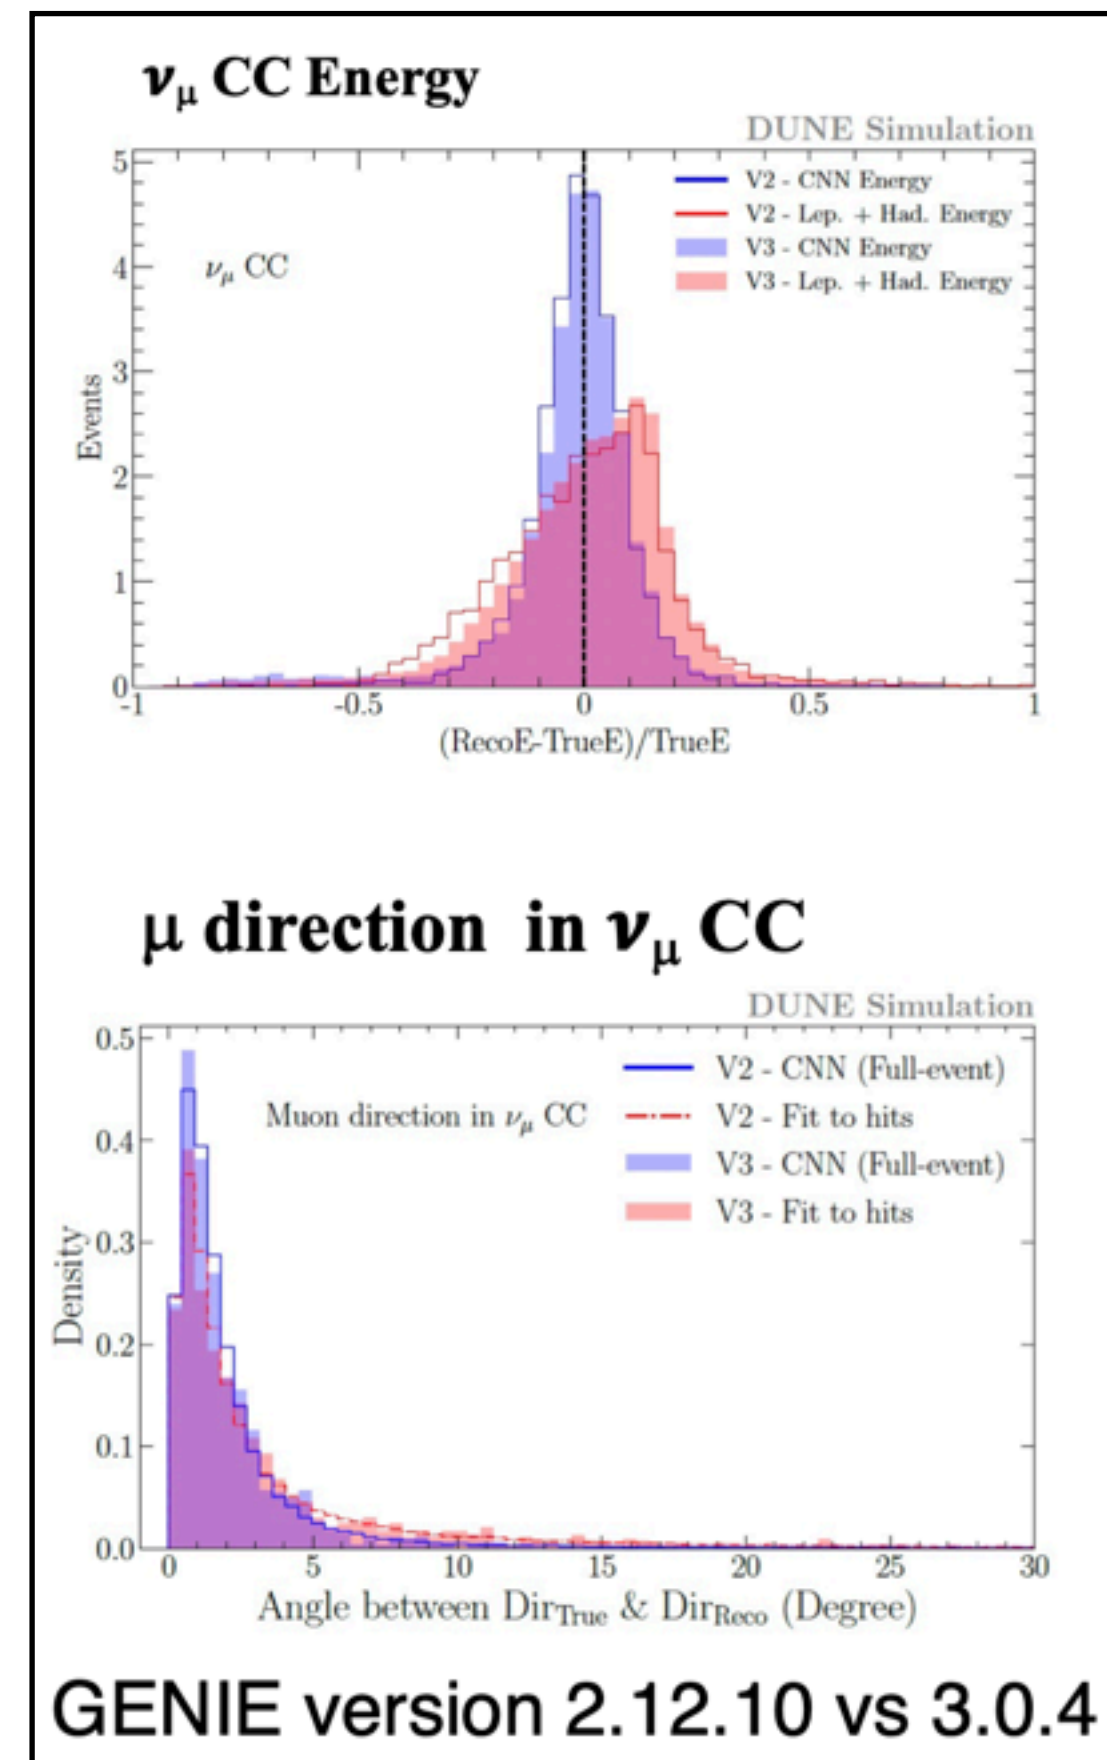 νμ CC Energy
DUNE Simulation
5
V2 - CNN Energy
V2 - Lep. + Had. Energy
V3 - CNN Energy
V3 - Lep. + Had. Energy
νμ CC
4
3
2
1
0
Events
-1 -0.5 0 0.5 1
(RecoE-TrueE)/TrueE
μ direction in νμ CC
DUNE Simulation
0.5
V2 - CNN (Full-event)
Muon direction in νμ CC
V2 - Fit to hits
V3 - CNN (Full-event)
V3 - Fit to hits
0.4
0.3
0.2
0.1
0.0
Density
0 5 10 15 20 25 30
Angle between DirTrue & DirReco (Degree)
GENIE version 2.12.10 vs 3.0.4